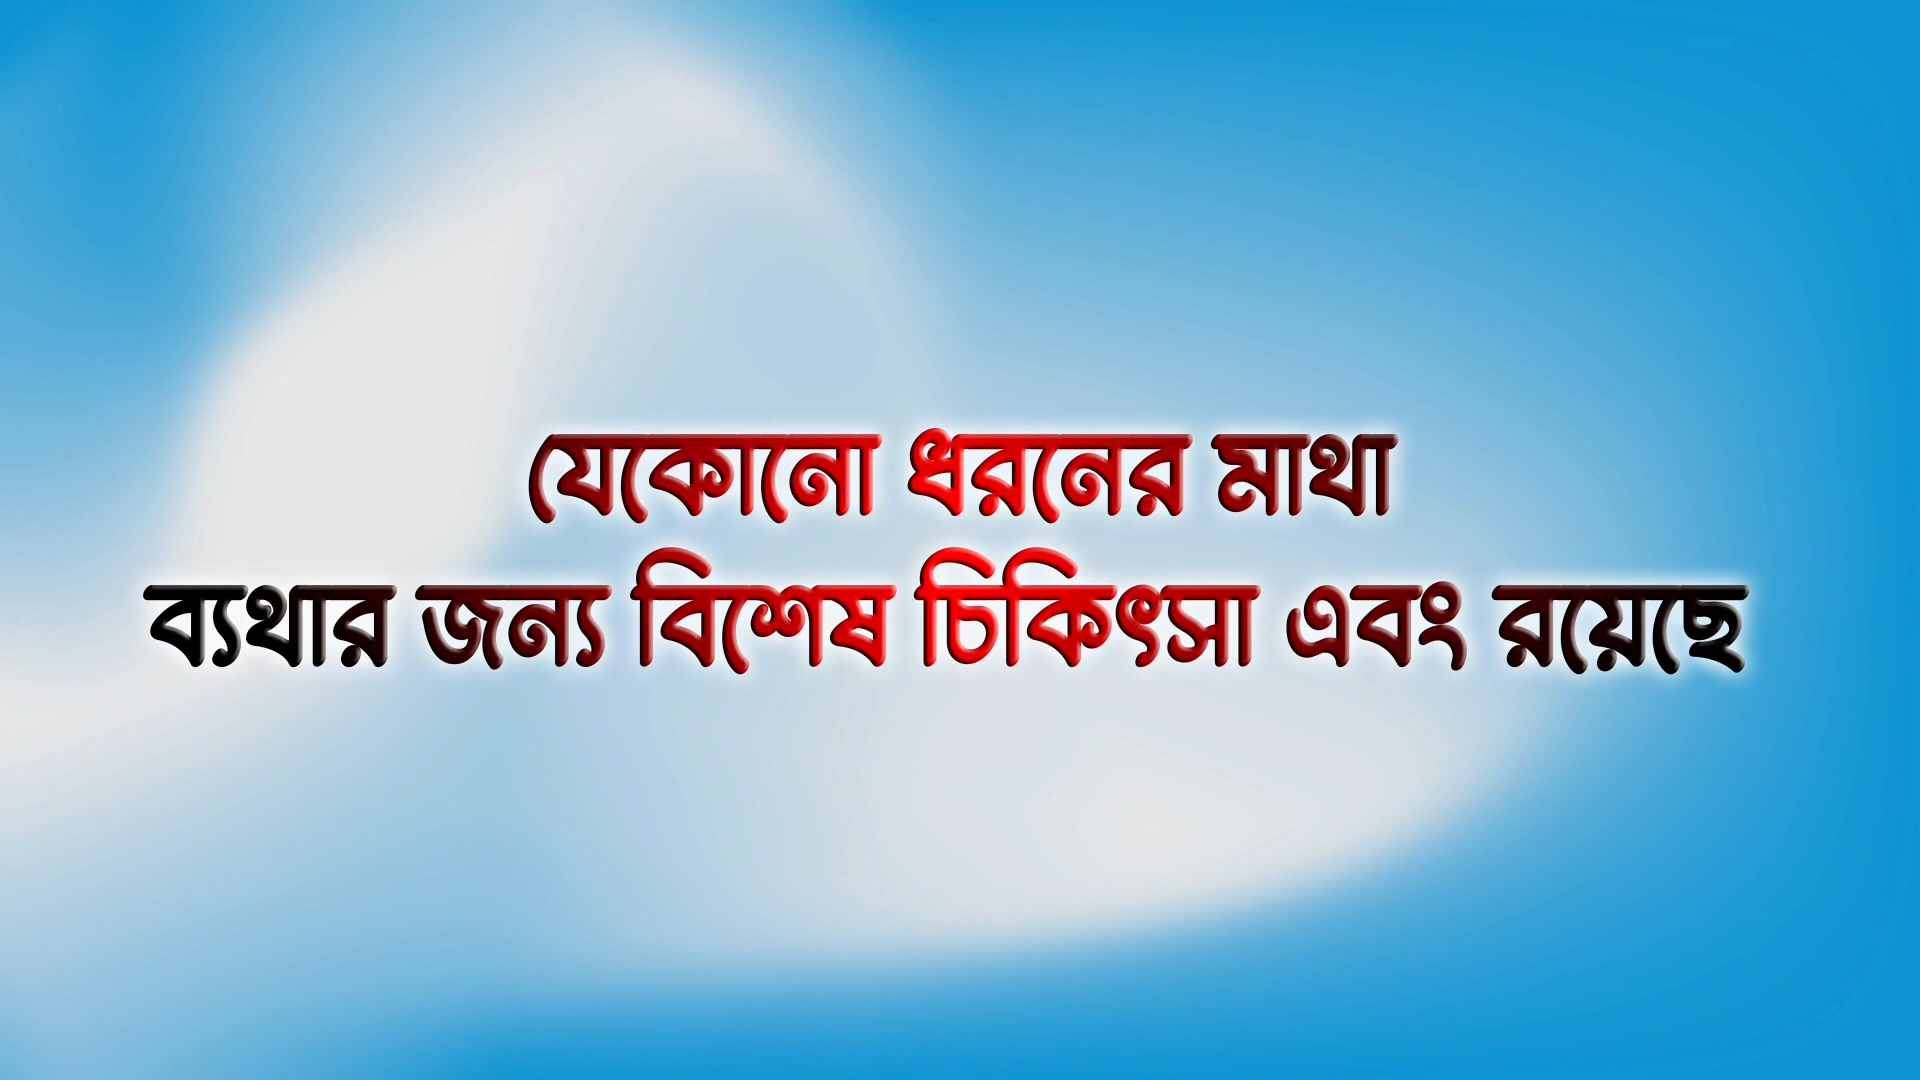 যেকোনো ধরনের মাথা
ব্যথার জন্য বিশেষ চিকিৎসা এবং রয়েছে